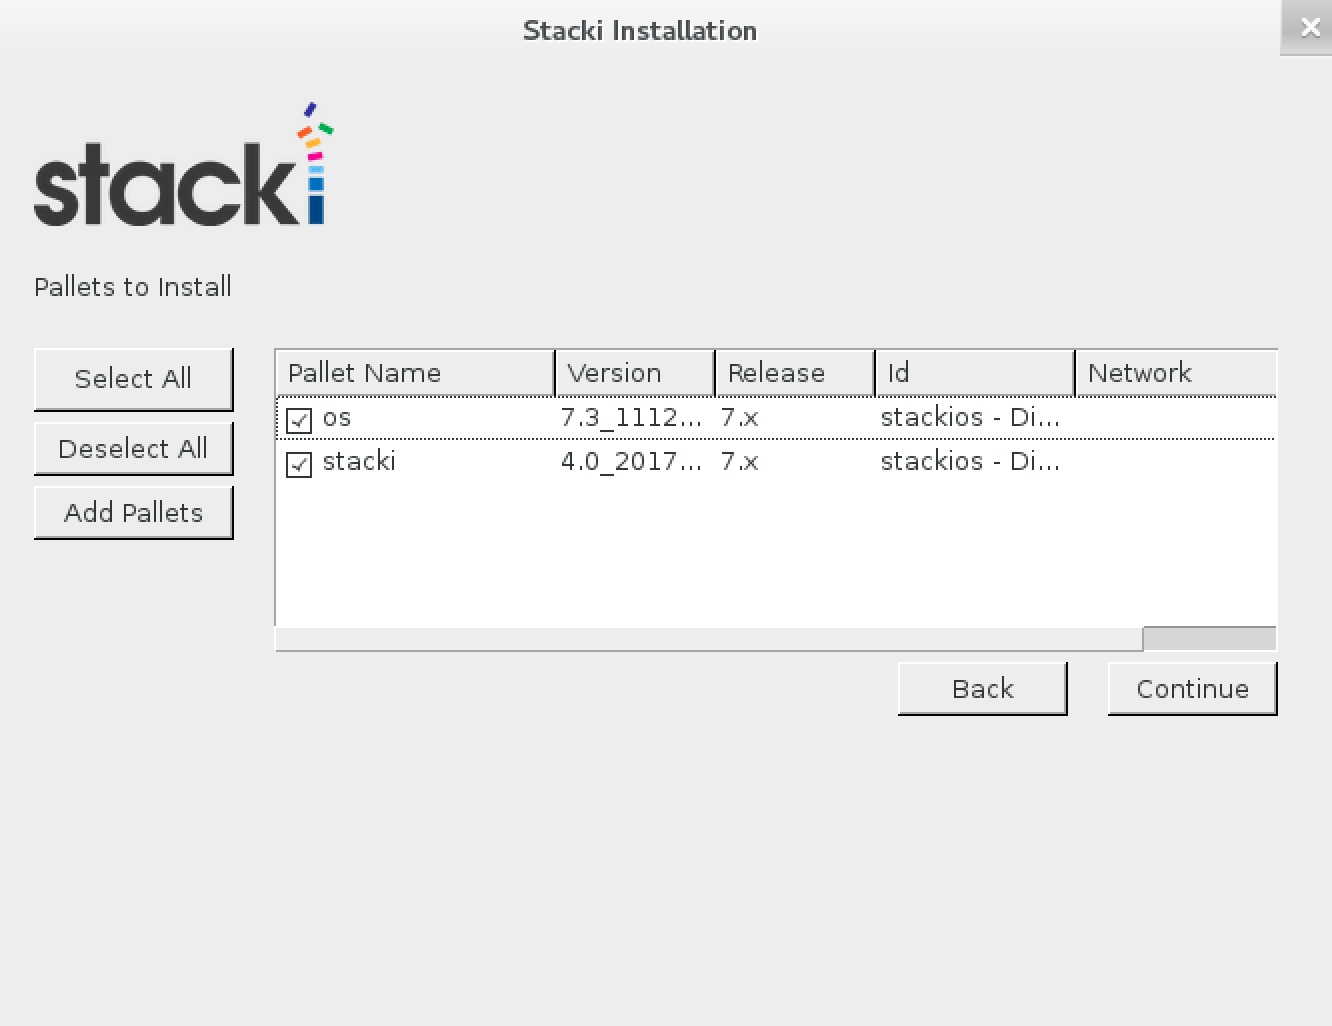 Stacki Installation
stacki
Pallets to Install
Select All
Deselect All
Add Pallets
Pallet Name Version Release Id Network
os 7.3_1112... 7.x stackios - Di...
stacki 4.0_2017... 7.x stackios - Di...
Back Continue